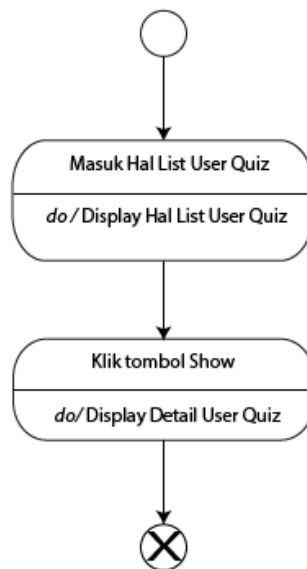 Masuk Hal List User Quiz
do / Display Hal List User Quiz
Klik tombol Show
do/ Display Detail User Quiz